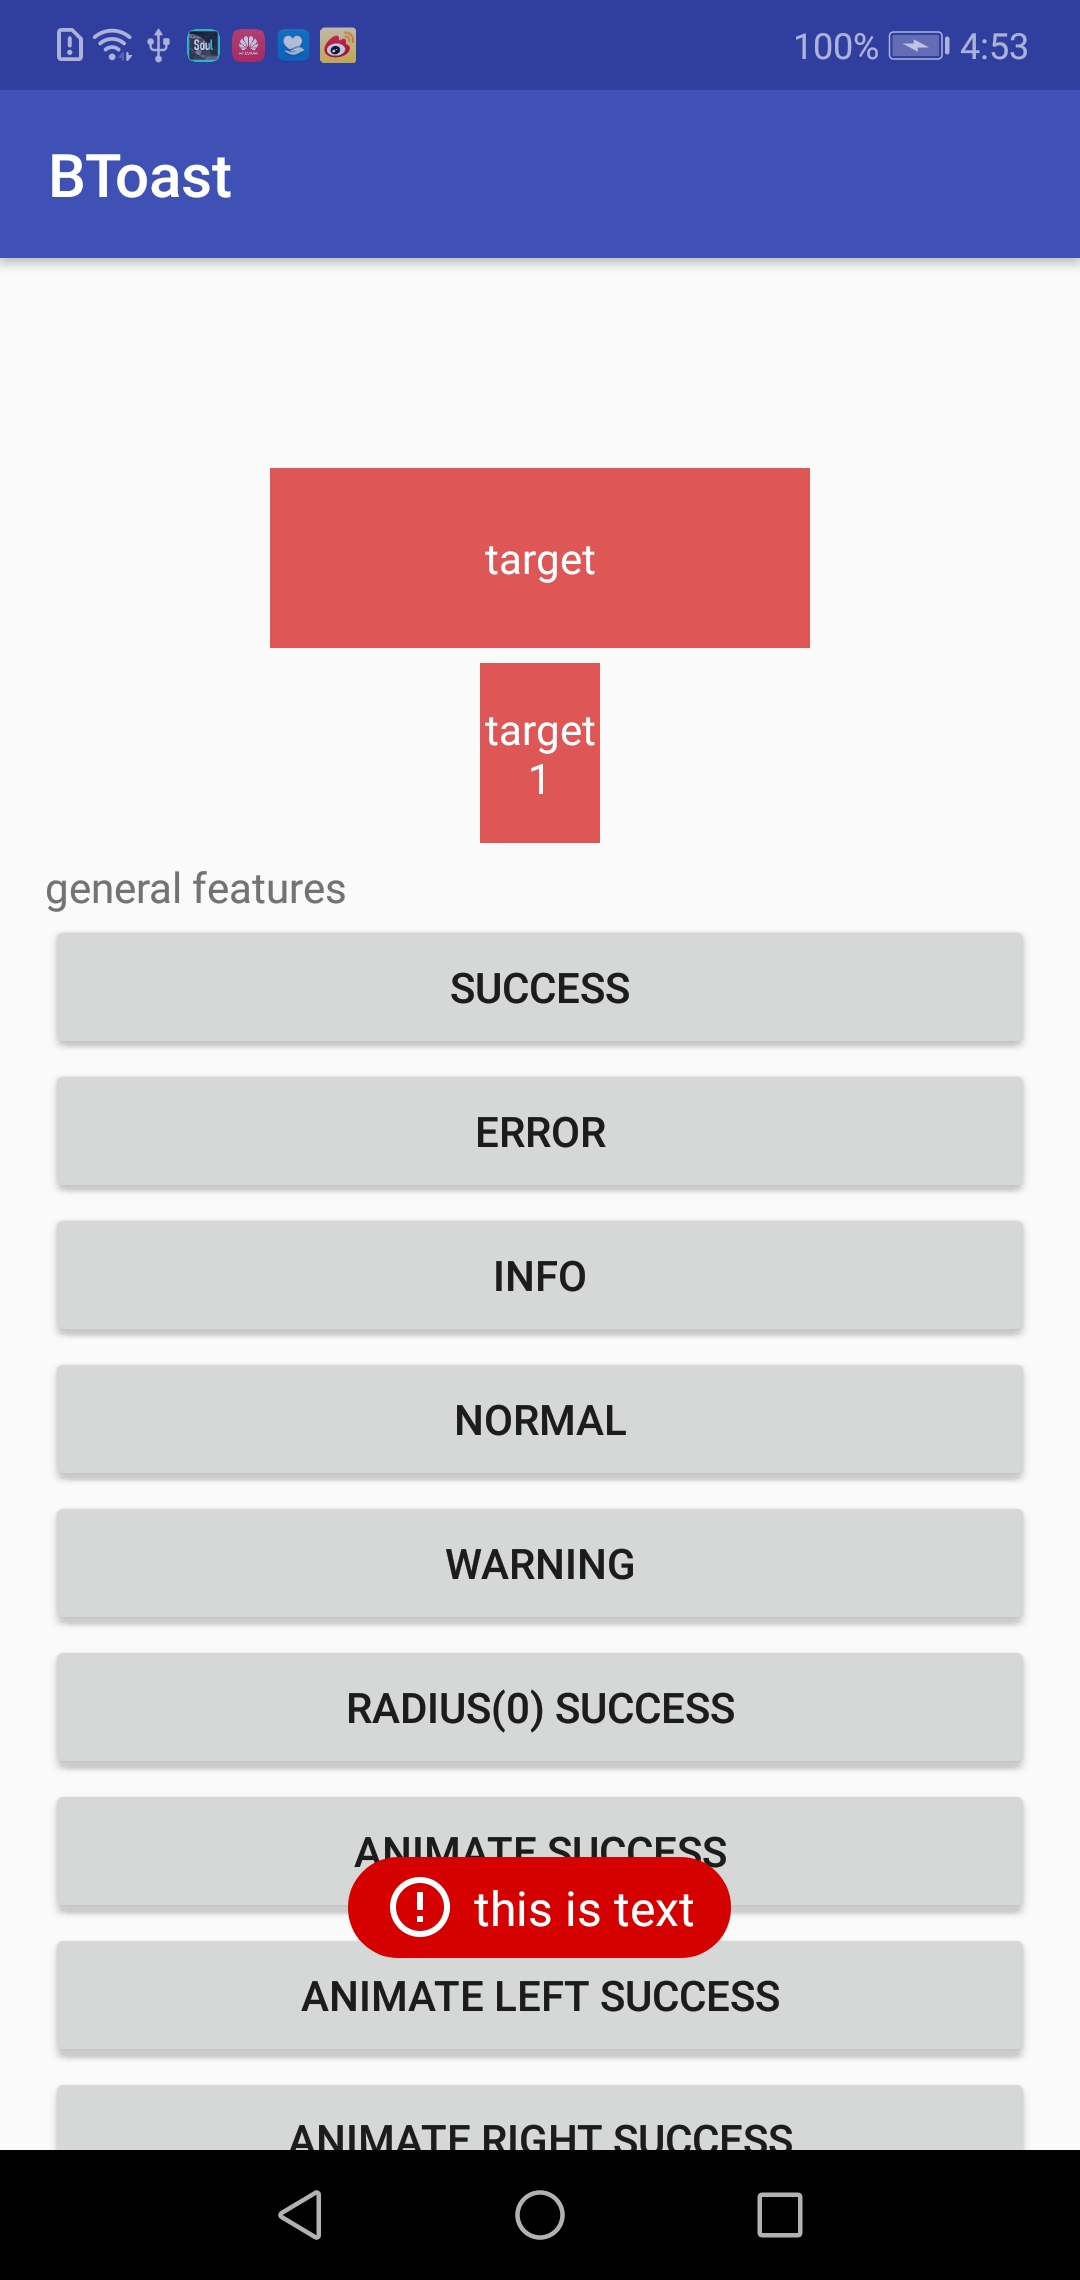 Soul
100% 4:53
BToast
target
target
1
general features
SUCCESS
ERROR
INFO
NORMAL
WARNING
RADIUS(0) SUCCESS
ANIMATE SUCCESS
this is text
ANIMATE LEFT SUCCESS
ANIMATE RIGHT SUCCESS